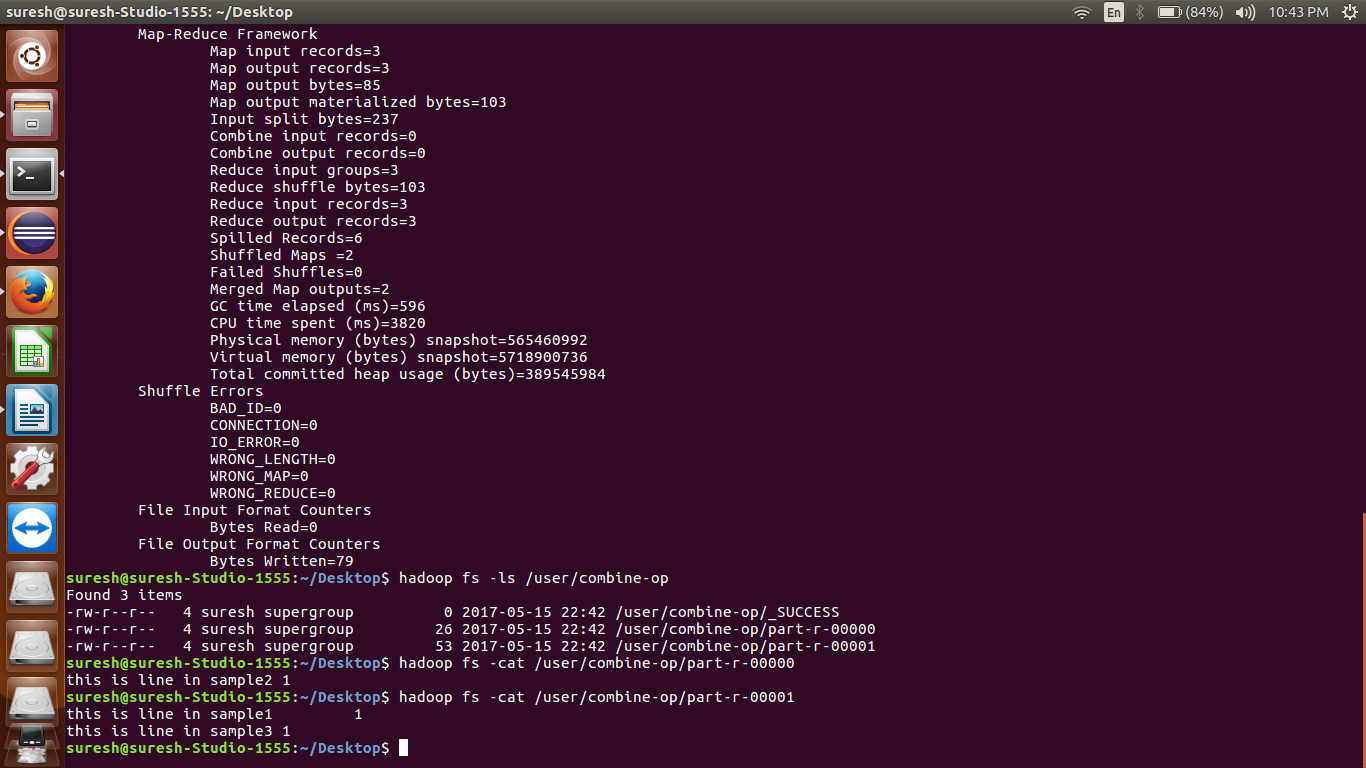 suresh@suresh-Studio-1555: ~/Desktop En (84%) 10:43 PM
Map-Reduce Framework
Map input records=3
Map output records=3
Map output bytes=85
Map output materialized bytes=103
Input split bytes=237
Combine input records=0
Combine output records=0
Reduce input groups=3
Reduce shuffle bytes=103
Reduce input records=3
Reduce output records=3
Spilled Records=6
Shuffled Maps =2
Failed Shuffles=0
Merged Map outputs=2
GC time elapsed (ms)=596
CPU time spent (ms)=3820
Physical memory (bytes) snapshot=565460992
Virtual memory (bytes) snapshot=5718900736
Total committed heap usage (bytes)=389545984
Shuffle Errors
BAD_ID=0
CONNECTION=0
IO_ERROR=0
WRONG_LENGTH=0
WRONG_MAP=0
WRONG_REDUCE=0
File Input Format Counters
Bytes Read=0
File Output Format Counters
Bytes Written=79
suresh@suresh-Studio-1555:~/Desktop$ hadoop fs -ls /user/combine-op
Found 3 items
-rw-r--r--   4 suresh supergroup          0 2017-05-15 22:42 /user/combine-op/_SUCCESS
-rw-r--r--   4 suresh supergroup         26 2017-05-15 22:42 /user/combine-op/part-r-00000
-rw-r--r--   4 suresh supergroup         53 2017-05-15 22:42 /user/combine-op/part-r-00001
suresh@suresh-Studio-1555:~/Desktop$ hadoop fs -cat /user/combine-op/part-r-00000
this is line in sample2 1
suresh@suresh-Studio-1555:~/Desktop$ hadoop fs -cat /user/combine-op/part-r-00001
this is line in sample1         1
this is line in sample3 1
suresh@suresh-Studio-1555:~/Desktop$